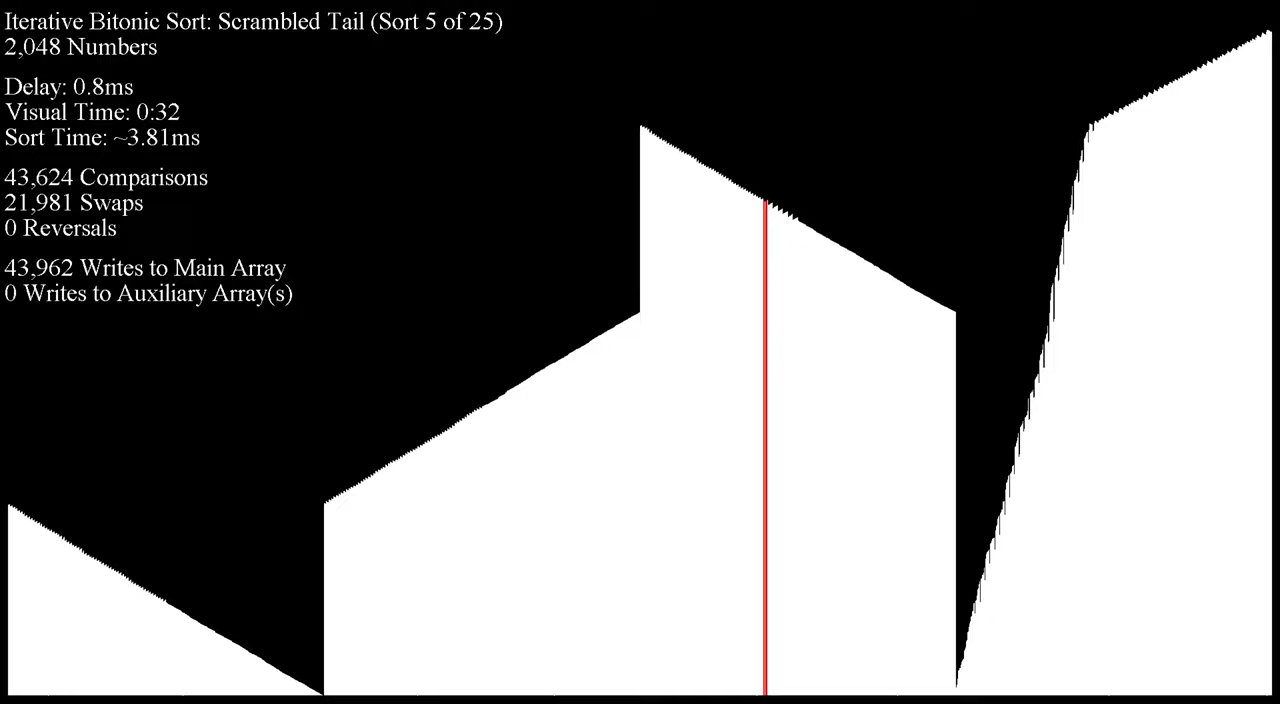 Iterative Bitonic Sort: Scrambled Tail (Sort 5 of 25)
2,048 Numbers
Delay: 0.8ms
Visual Time: 0:32
Sort Time: ~3.81ms
43,624 Comparisons
21,981 Swaps
0 Reversals
43,962 Writes to Main Array
0 Writes to Auxiliary Array(s)